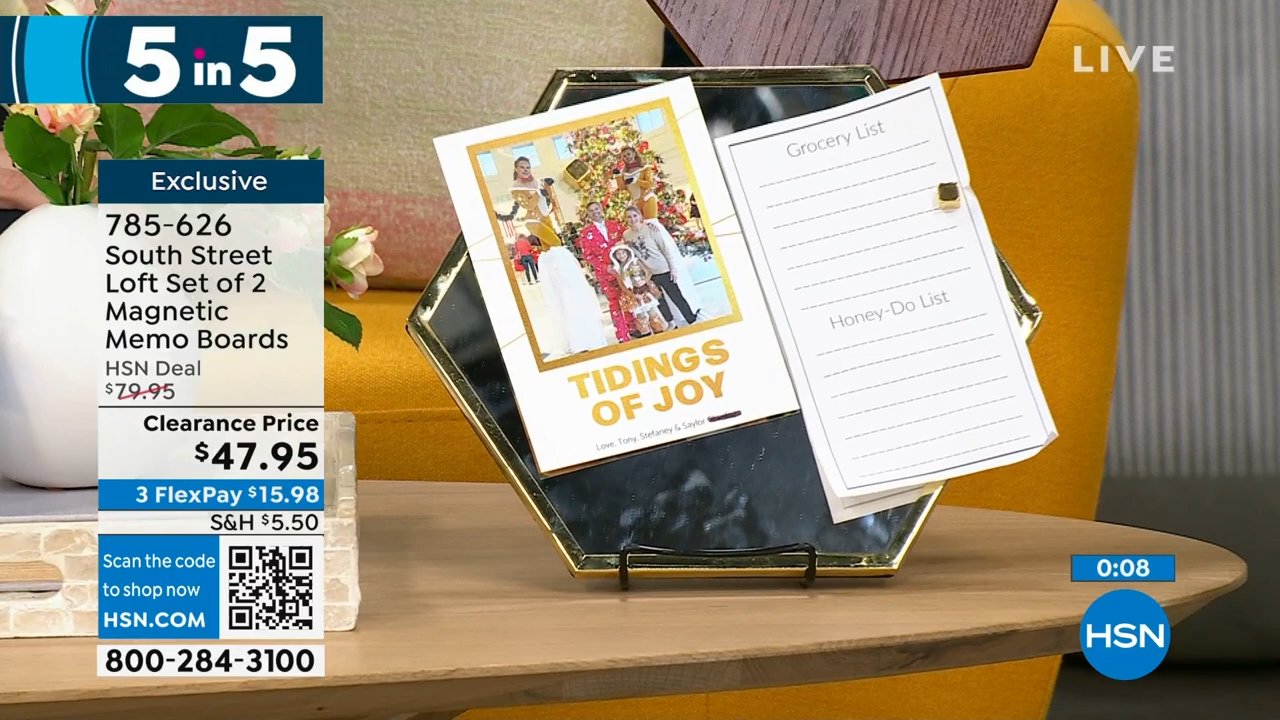 5 in 5
LIVE
Exclusive
785-626
South Street
Loft Set of 2
Magnetic
Memo Boards
HSN Deal
$79.95
Clearance Price
$47.95
3 FlexPay $15.98
S&H $5.50
Scan the code
to shop now
HSN.COM
800-284-3100
TIDINGS
OF JOY
Love, Tony, Stefaney & Saylor
Grocery List
Honey-Do List
0:08
HSN